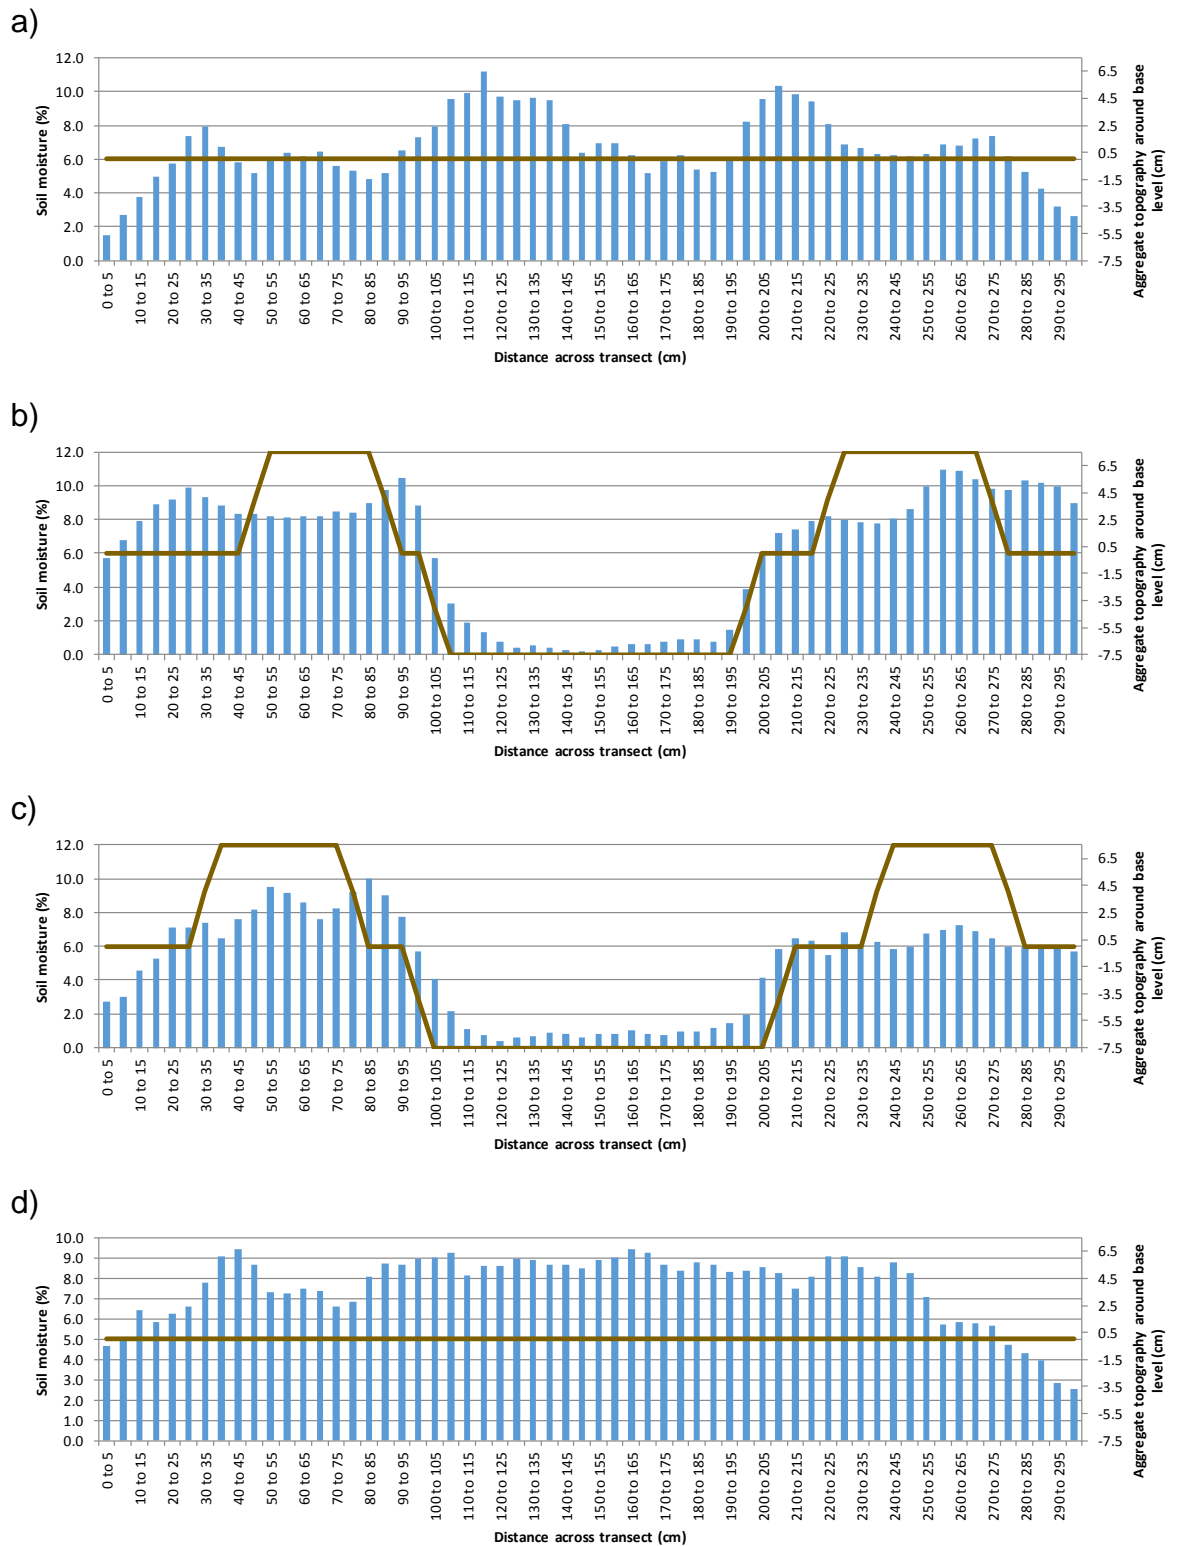 a)
12.0
10.0
8.0
6.0
4.0
2.0
0.0
Soil moisture (%)
6.5
4.5
2.5
0.5
-1.5
-3.5
-5.5
-7.5
Aggregate topography around base
level (cm)
0 to 5
10 to 15
20 to 25
30 to 35
40 to 45
50 to 55
60 to 65
70 to 75
80 to 85
90 to 95
100 to 105
110 to 115
120 to 125
130 to 135
140 to 145
150 to 155
160 to 165
170 to 175
180 to 185
190 to 195
200 to 205
210 to 215
220 to 225
230 to 235
240 to 245
250 to 255
260 to 265
270 to 275
280 to 285
290 to 295
Distance across transect (cm)
b)
12.0
10.0
8.0
6.0
4.0
2.0
0.0
Soil moisture (%)
6.5
4.5
2.5
0.5
-1.5
-3.5
-5.5
-7.5
Aggregate topography around base
level (cm)
0 to 5
10 to 15
20 to 25
30 to 35
40 to 45
50 to 55
60 to 65
70 to 75
80 to 85
90 to 95
100 to 105
110 to 115
120 to 125
130 to 135
140 to 145
150 to 155
160 to 165
170 to 175
180 to 185
190 to 195
200 to 205
210 to 215
220 to 225
230 to 235
240 to 245
250 to 255
260 to 265
270 to 275
280 to 285
290 to 295
Distance across transect (cm)
c)
12.0
10.0
8.0
6.0
4.0
2.0
0.0
Soil moisture (%)
6.5
4.5
2.5
0.5
-1.5
-3.5
-5.5
-7.5
Aggregate topography around base
level (cm)
0 to 5
10 to 15
20 to 25
30 to 35
40 to 45
50 to 55
60 to 65
70 to 75
80 to 85
90 to 95
100 to 105
110 to 115
120 to 125
130 to 135
140 to 145
150 to 155
160 to 165
170 to 175
180 to 185
190 to 195
200 to 205
210 to 215
220 to 225
230 to 235
240 to 245
250 to 255
260 to 265
270 to 275
280 to 285
290 to 295
Distance across transect (cm)
d)
10.0
9.0
8.0
7.0
6.0
5.0
4.0
3.0
2.0
1.0
0.0
Soil moisture (%)
6.5
4.5
2.5
0.5
-1.5
-3.5
-5.5
-7.5
Aggregate topography around base
level (cm)
0 to 5
10 to 15
20 to 25
30 to 35
40 to 45
50 to 55
60 to 65
70 to 75
80 to 85
90 to 95
100 to 105
110 to 115
120 to 125
130 to 135
140 to 145
150 to 155
160 to 165
170 to 175
180 to 185
190 to 195
200 to 205
210 to 215
220 to 225
230 to 235
240 to 245
250 to 255
260 to 265
270 to 275
280 to 285
290 to 295
Distance across transect (cm)